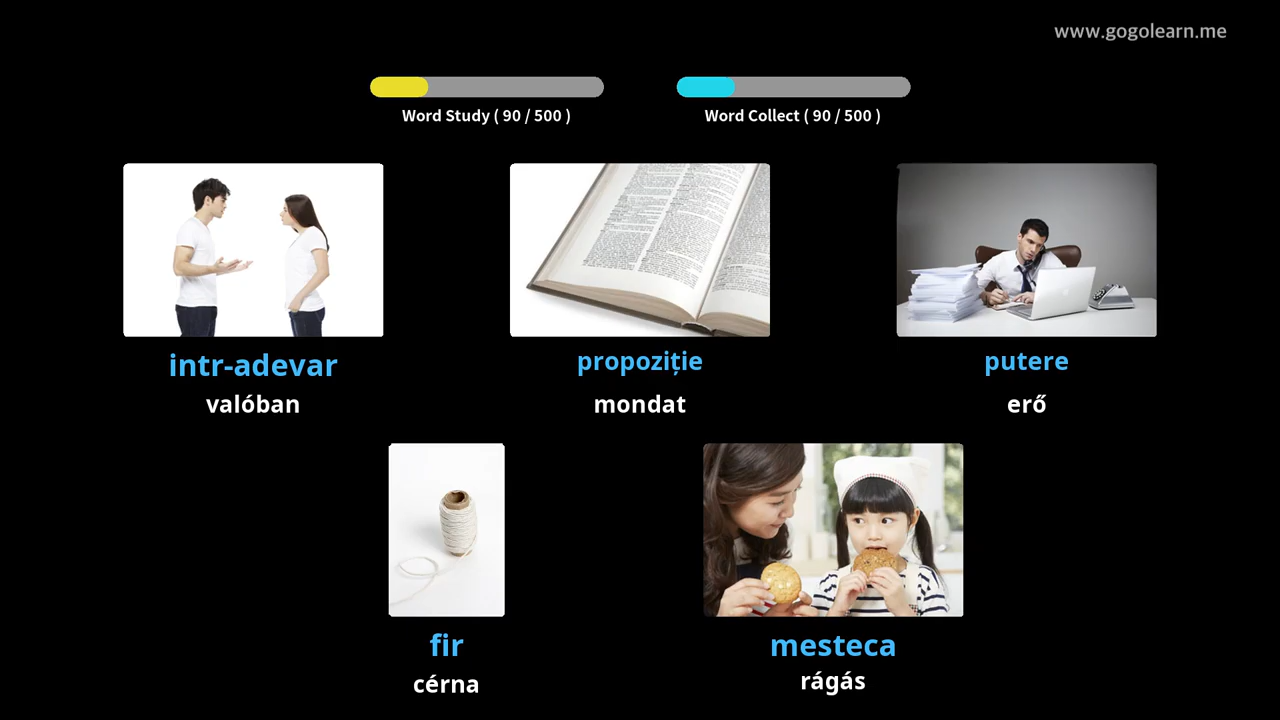 www.gogolearn.me
Word Study ( 90 / 500 )
Word Collect ( 90 / 500 )
intr-adevar
valóban
propoziție
mondat
putere
erő
fir
cérna
mesteca
rágás